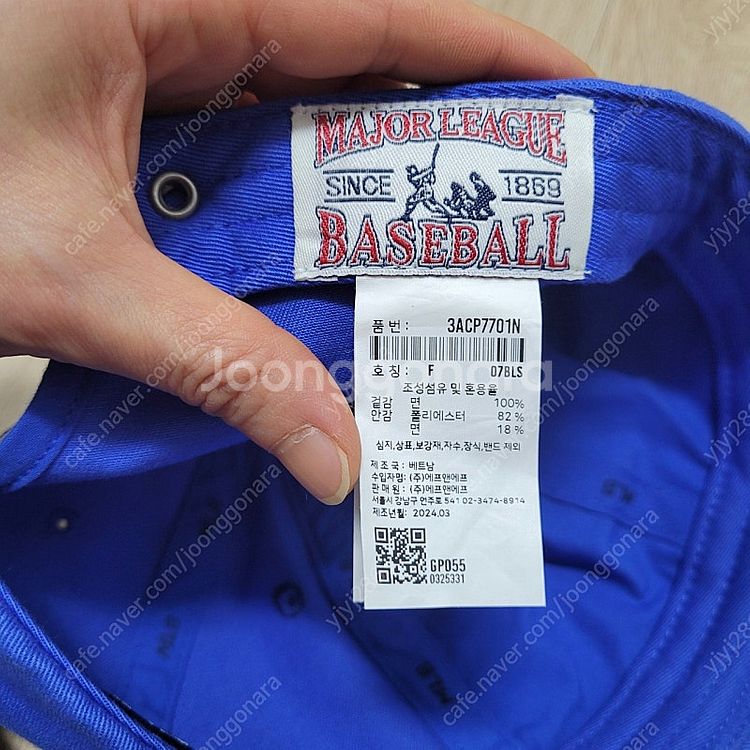 MAJOR LEAGUE
SINCE 1869
BASEBALL
품 번 : 3ACP7701N
호 칭 : F 07BLS
조성섬유 및 혼용율
겉감 면 100%
안감 폴리에스터 82 %
면 18 %
심지,상표,보강재,자수,장식,밴드 제외
제 조 국 : 베트남
수입자명 : (주)에프앤에프
판 매 원 : (주)에프앤에프
서울시 강남구 언주로 541 02-3474-8914
제조년월 : 2024.03
GP055
0325331
Joonggonara
cafe.naver.com/joonggonara
yjyj28
MLB